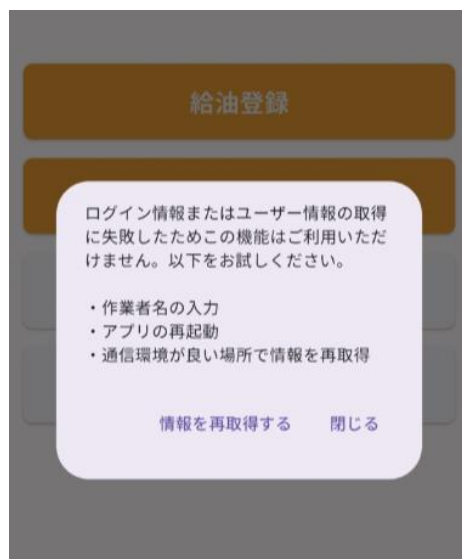 給油登録
ログイン情報またはユーザー情報の取得
に失敗したためこの機能はご利用いただ
けません。以下をお試しください。
・作業者名の入力
・アプリの再起動
・通信環境が良い場所で情報を再取得
情報を再取得する 閉じる